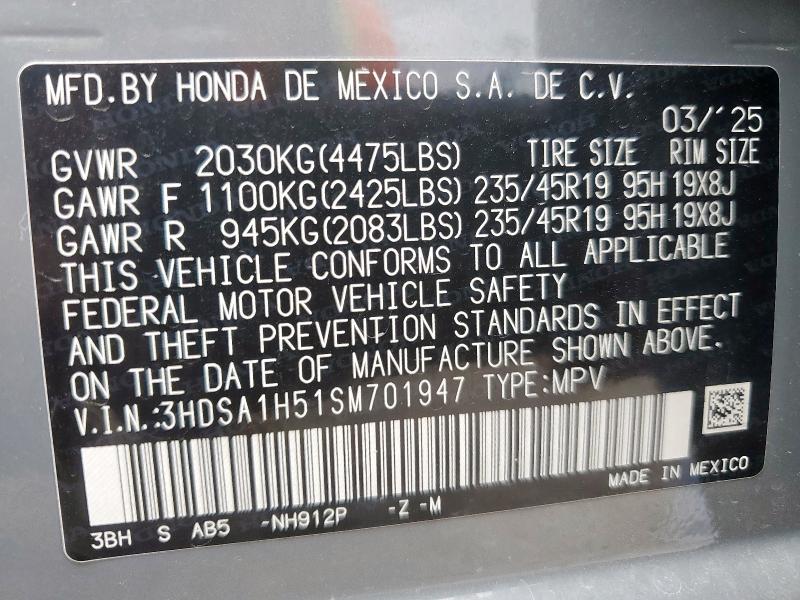 MFD.BY HONDA DE MEXICO S.A. DE C.V.
03/'25
GVWR 2030KG(4475LBS) TIRE SIZE RIM SIZE
GAWR F 1100KG(2425LBS) 235/45R19 95H 19X8J
GAWR R 945KG(2083LBS) 235/45R19 95H 19X8J
THIS VEHICLE CONFORMS TO ALL APPLICABLE
FEDERAL MOTOR VEHICLE SAFETY
AND THEFT PREVENTION STANDARDS IN EFFECT
ON THE DATE OF MANUFACTURE SHOWN ABOVE.
V.I.N.:3HDSA1H51SM701947 TYPE:MPV
MADE IN MEXICO
3BH S AB5 -NH912P -Z -M